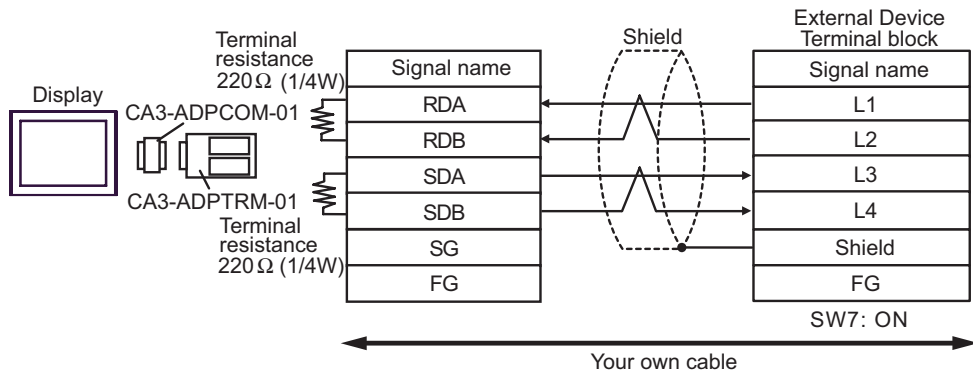 External Device
Terminal block
Terminal
resistance
220Ω (1/4W)
Shield
Signal name
Signal name
Display
CA3-ADPCOM-01
RDA
L1
RDB
L2
SDA
L3
CA3-ADPTRM-01
SDB
L4
Terminal
resistance
220Ω (1/4W)
SG
Shield
FG
FG
SW7: ON
Your own cable